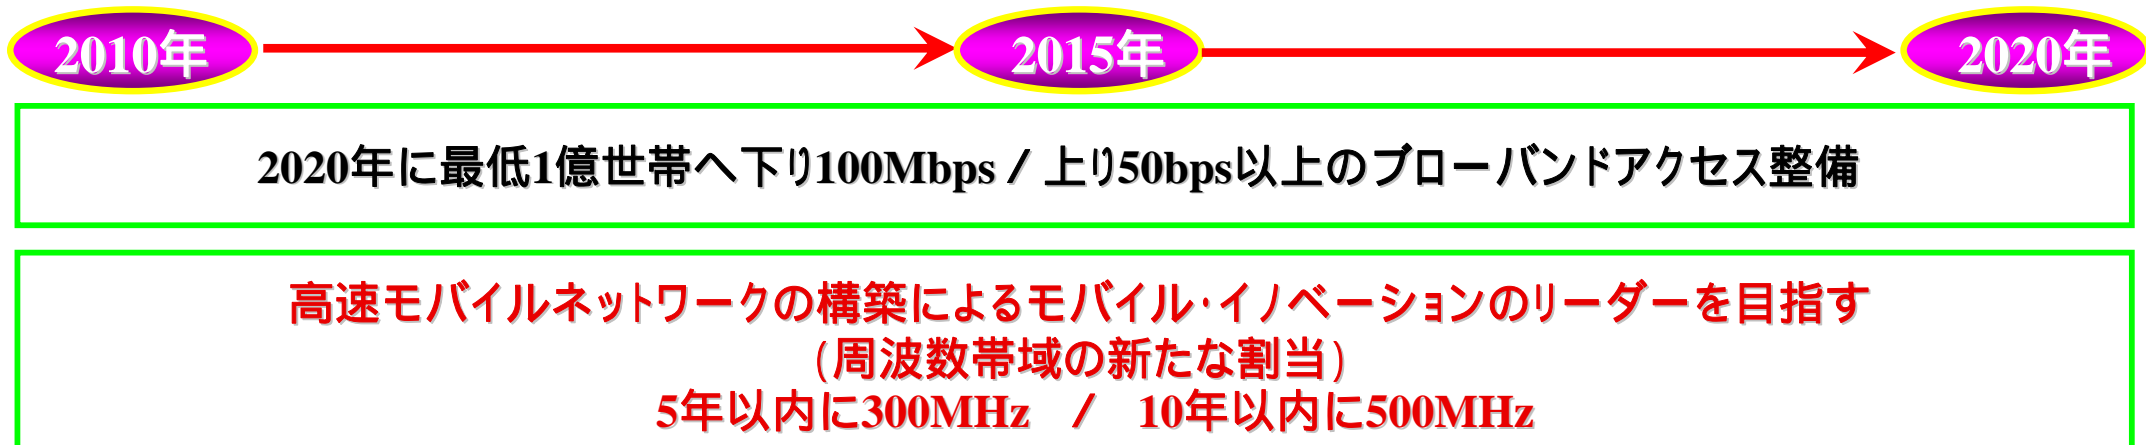 2010年
2015年
2020年
2020年に最低1億世帯へ下り100Mbps / 上り50bps以上のブローバンドアクセス整備
高速モバイルネットワークの構築によるモバイル・イノベーションのリーダーを目指す
(周波数帯域の新たな割当)
5年以内に300MHz / 10年以内に500MHz